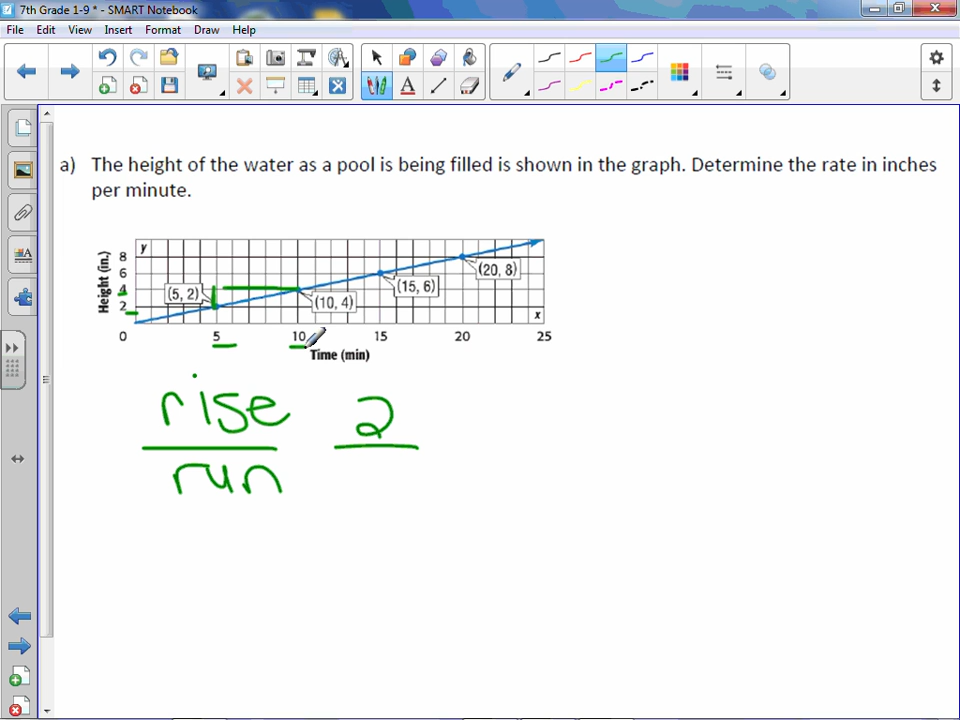 7th Grade 1-9 * - SMART Notebook
File Edit View Insert Format Draw Help
a) The height of the water as a pool is being filled is shown in the graph. Determine the rate in inches
per minute.
y
Height (in.)
8
6
4
2
0
(5, 2)
(10, 4)
(15, 6)
(20, 8)
x
5 10 15 20 25
Time (min)
rise 2
run